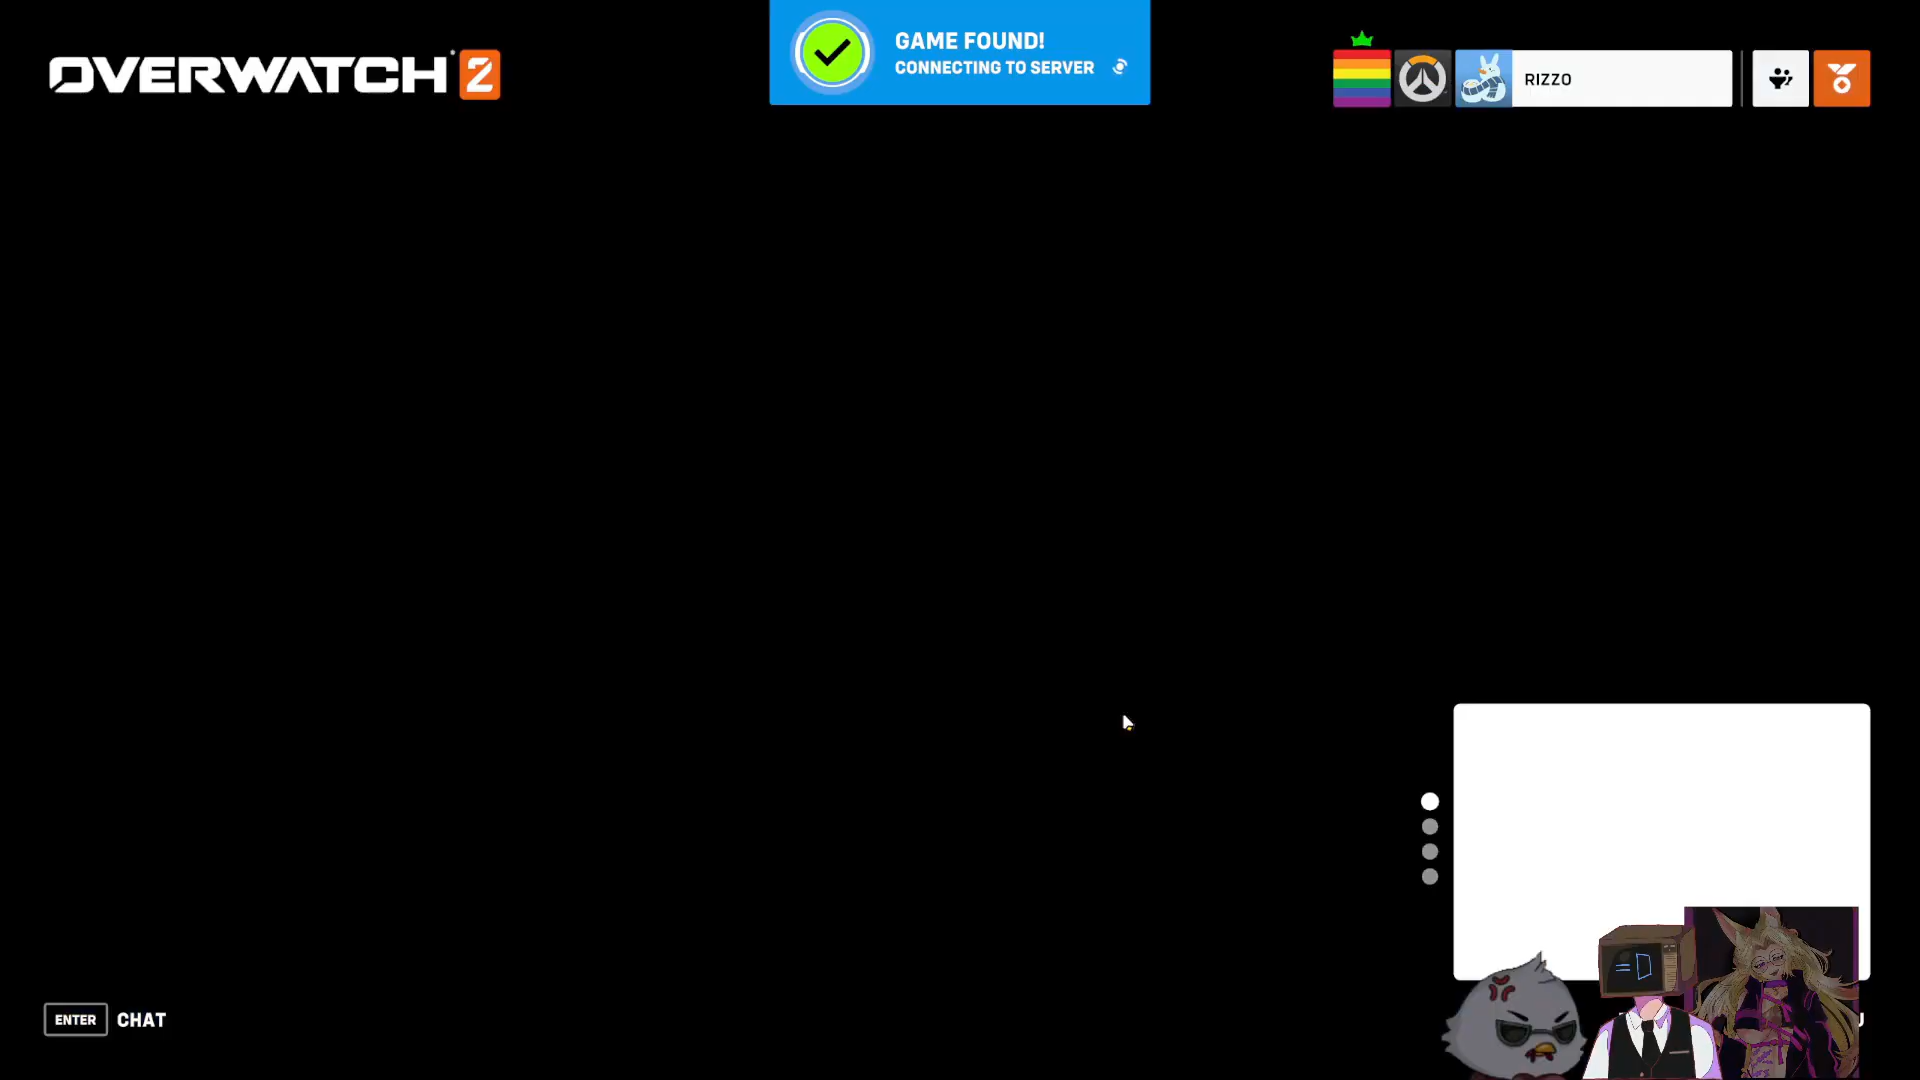 OVERWATCH 2
GAME FOUND!
CONNECTING TO SERVER
RIZZO
ENTER CHAT
=D